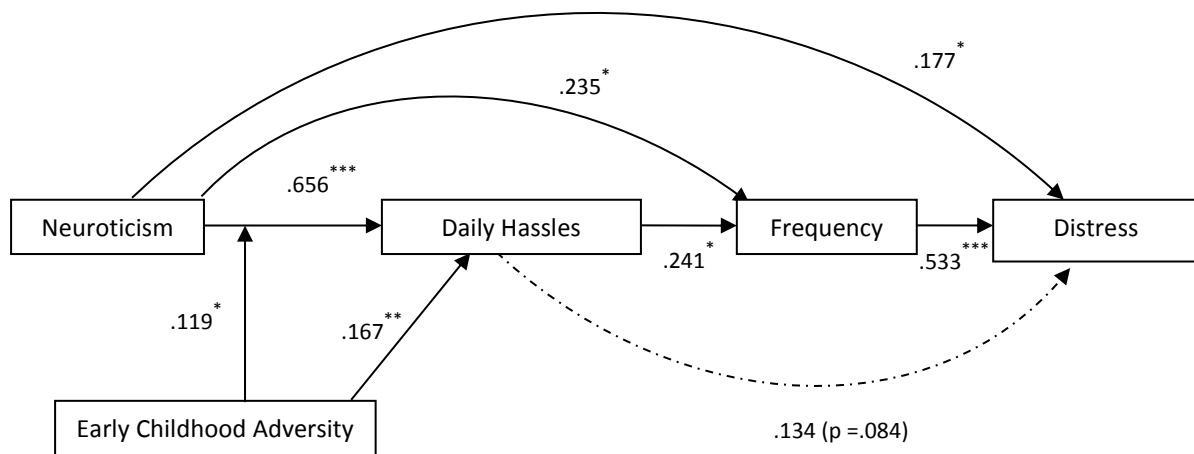 .177*
.235*
.656***
Neuroticism
Daily Hassles
Frequency
Distress
.241*
.533***
.119*
.167**
Early Childhood Adversity
.134 (p =.084)